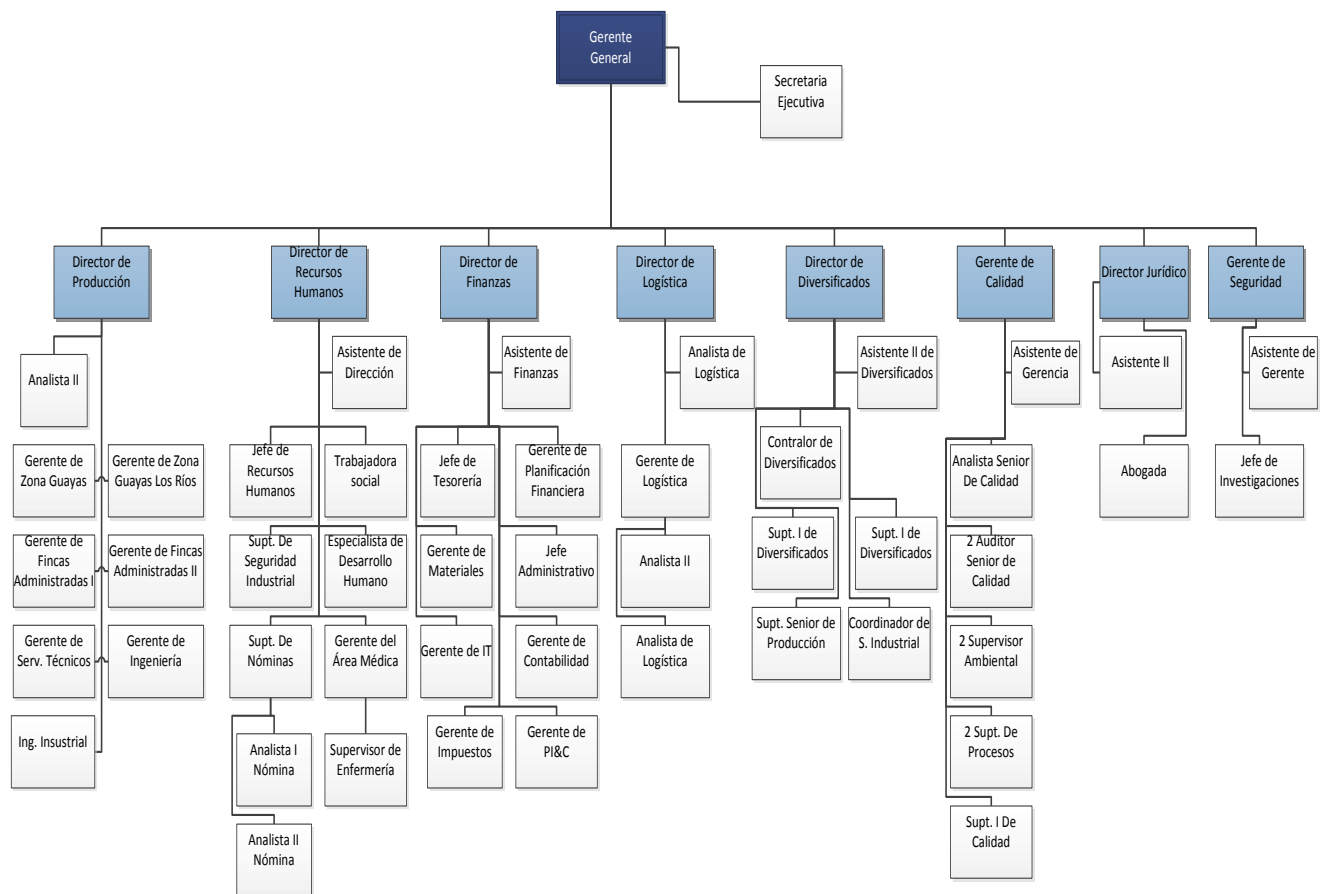 Gerente
General
Secretaria
Ejecutiva
Director de
Producción
Director de
Recursos
Humanos
Director de
Finanzas
Director de
Logística
Director de
Diversificados
Gerente de
Calidad
Director Jurídico
Gerente de
Seguridad
Analista II
Asistente de
Dirección
Asistente de
Finanzas
Analista de
Logística
Asistente II de
Diversificados
Asistente de
Gerencia
Asistente II
Asistente de
Gerente
Gerente de
Zona Guayas
Gerente de Zona
Guayas Los Ríos
Jefe de
Recursos
Humanos
Trabajadora
social
Jefe de
Tesorería
Gerente de
Planificación
Financiera
Gerente de
Logística
Contralor de
Diversificados
Analista Senior
De Calidad
Abogada
Jefe de
Investigaciones
Gerente de
Fincas
Administradas I
Gerente de Fincas
Administradas II
Supt. De
Seguridad
Industrial
Especialista de
Desarrollo
Humano
Gerente de
Materiales
Jefe
Administrativo
Analista II
Supt. I de
Diversificados
Supt. I de
Diversificados
2 Auditor
Senior de
Calidad
Gerente de
Serv. Técnicos
Gerente de
Ingeniería
Supt. De
Nóminas
Gerente del
Área Médica
Gerente de IT
Gerente de
Contabilidad
Analista de
Logística
Supt. Senior de
Producción
Coordinador de
S. Industrial
2 Supervisor
Ambiental
Ing. Insustrial
Analista I
Nómina
Supervisor de
Enfermería
Gerente de
Impuestos
Gerente de
PI&C
2 Supt. De
Procesos
Analista II
Nómina
Supt. I De
Calidad